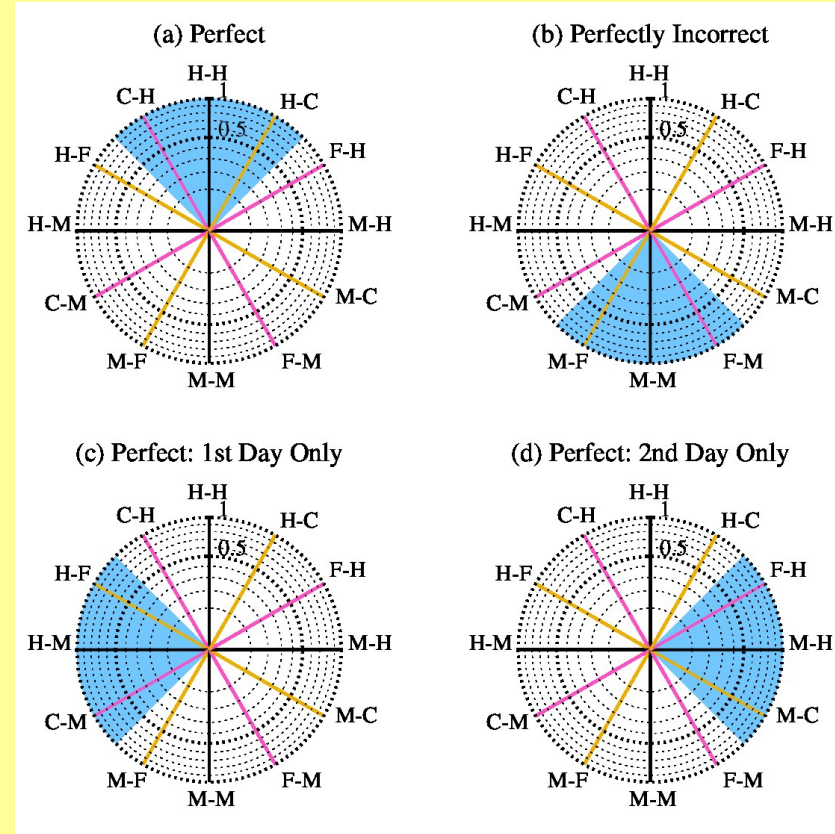 (a) Perfect
H-H
1
C-H
H-C
0.5
H-F
F-H
H-M
M-H
C-M
M-C
M-F
F-M
M-M
(b) Perfectly Incorrect
H-H
1
C-H
H-C
0.5
H-F
F-H
H-M
M-H
C-M
M-C
M-F
F-M
M-M
(c) Perfect: 1st Day Only
H-H
1
C-H
H-C
0.5
H-F
F-H
H-M
M-H
C-M
M-C
M-F
F-M
M-M
(d) Perfect: 2nd Day Only
H-H
1
C-H
H-C
0.5
H-F
F-H
H-M
M-H
C-M
M-C
M-F
F-M
M-M